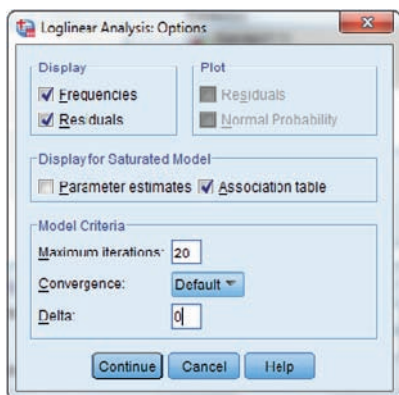 Loglinear Analysis: Options
Display
Frequencies
Residuals
Plot
Residuals
Normal Probability
Display for Saturated Model
Parameter estimates Association table
Model Criteria
Maximum iterations: 20
Convergence: Default
Delta: 0
Continue Cancel Help